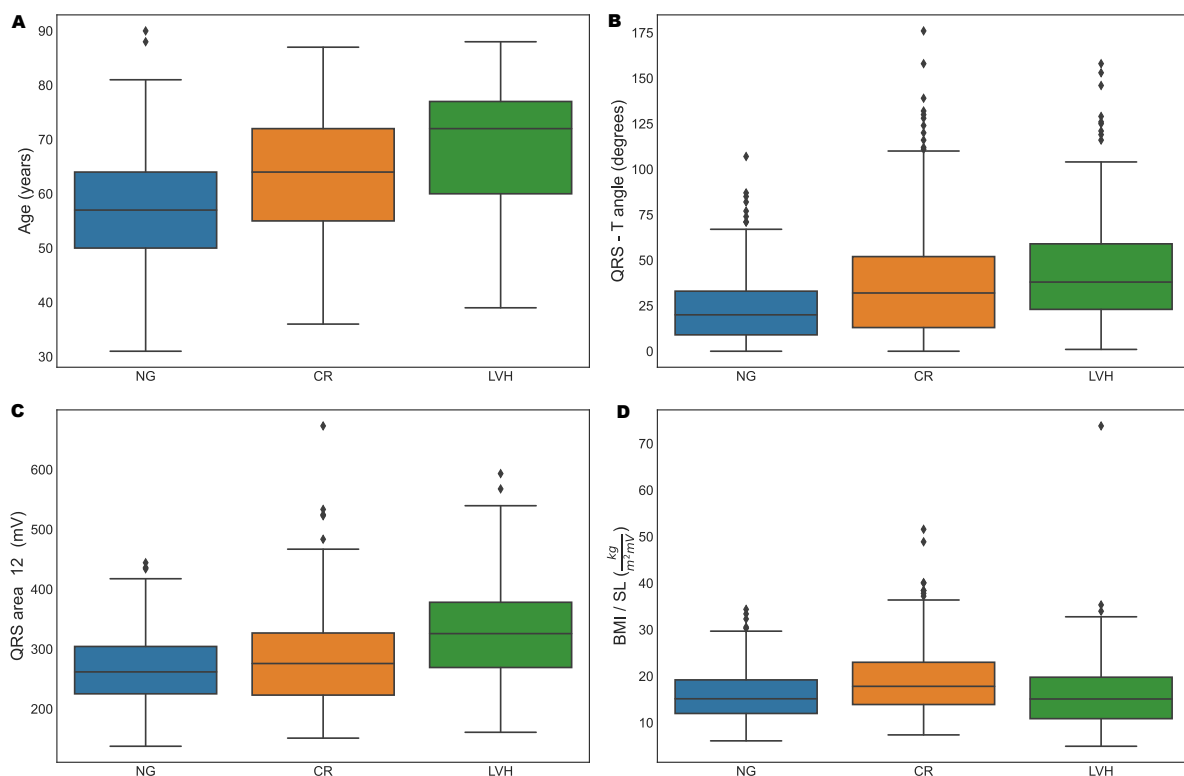 A
Age (years)
90
80
70
60
50
40
30
NG CR LVH
B
QRS - T angle (degrees)
175
150
125
100
75
50
25
0
NG CR LVH
C
QRS area 12 (mV)
600
500
400
300
200
NG CR LVH
D
BMI / SL (kg/m²mV)
70
60
50
40
30
20
10
NG CR LVH